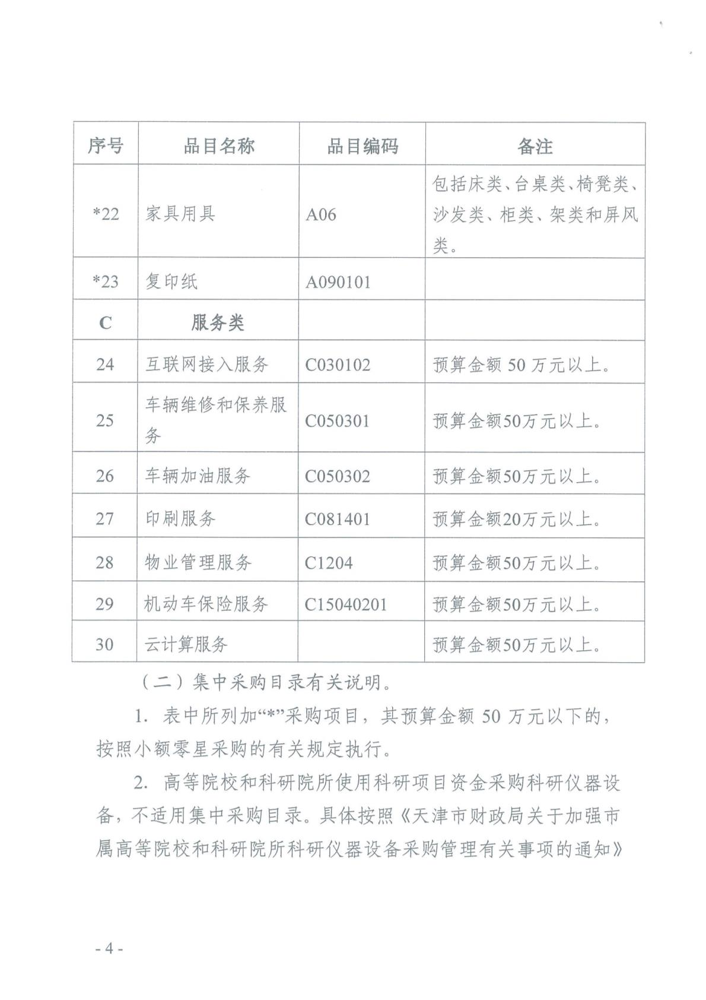 序号 品目名称 品目编码 备注
*22 家具用具 A06 包括床类、台桌类、椅凳类、
沙发类、柜类、架类和屏风
类。
*23 复印纸 A090101
C 服务类
24 互联网接入服务 C030102 预算金额 50 万元以上。
25 车辆维修和保养服 C050301 预算金额50万元以上。
务
26 车辆加油服务 C050302 预算金额50万元以上。
27 印刷服务 C081401 预算金额20万元以上。
28 物业管理服务 C1204 预算金额50万元以上。
29 机动车保险服务 C15040201 预算金额50万元以上。
30 云计算服务 预算金额50万元以上。
（二）集中采购目录有关说明。
1. 表中所列加“*”采购项目，其预算金额 50 万元以下的，
按照小额零星采购的有关规定执行。
2. 高等院校和科研院所使用科研项目资金采购科研仪器设
备，不适用集中采购目录。具体按照《天津市财政局关于加强市
属高等院校和科研院所科研仪器设备采购管理有关事项的通知》
- 4 -